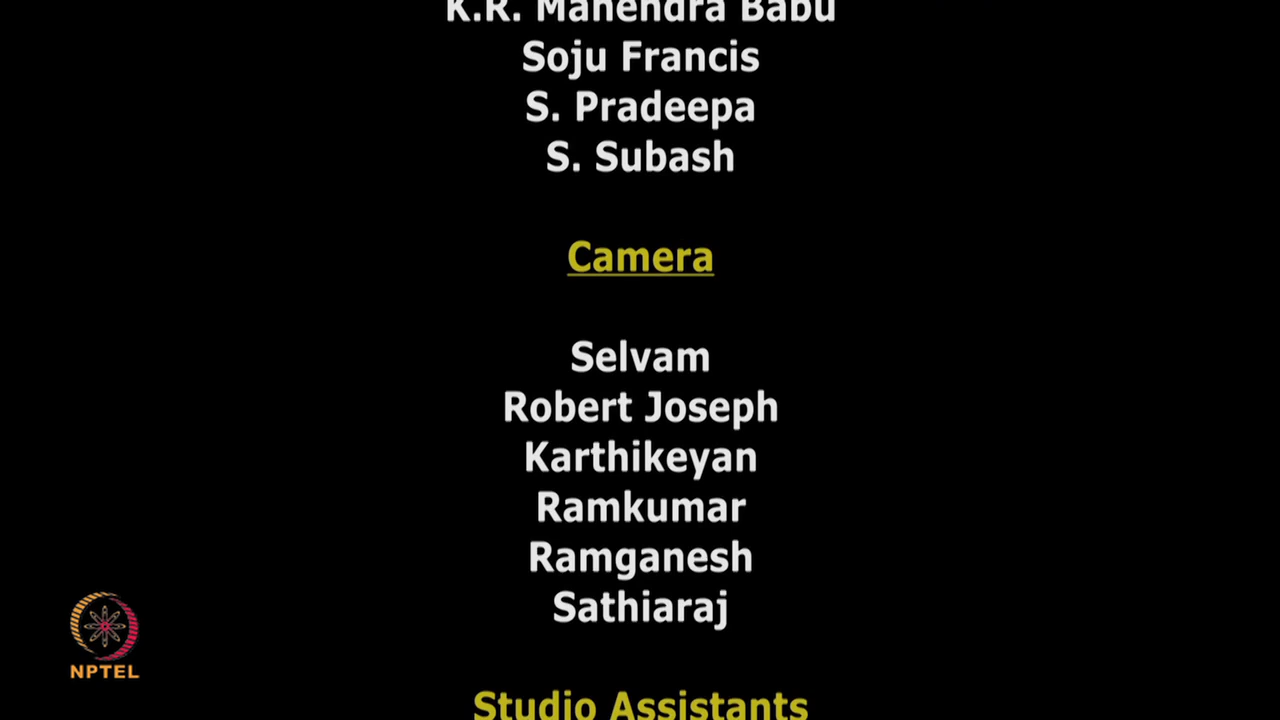 K.R. Mahendra Babu
Soju Francis
S. Pradeepa
S. Subash
Camera
Selvam
Robert Joseph
Karthikeyan
Ramkumar
Ramganesh
Sathiaraj
NPTEL
Studio Assistants